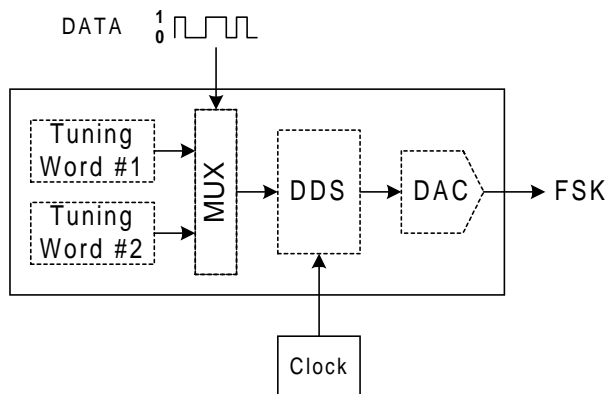 DATA
1
0
Tuning
Word #1
Tuning
Word #2
MUX
DDS
DAC
FSK
Clock